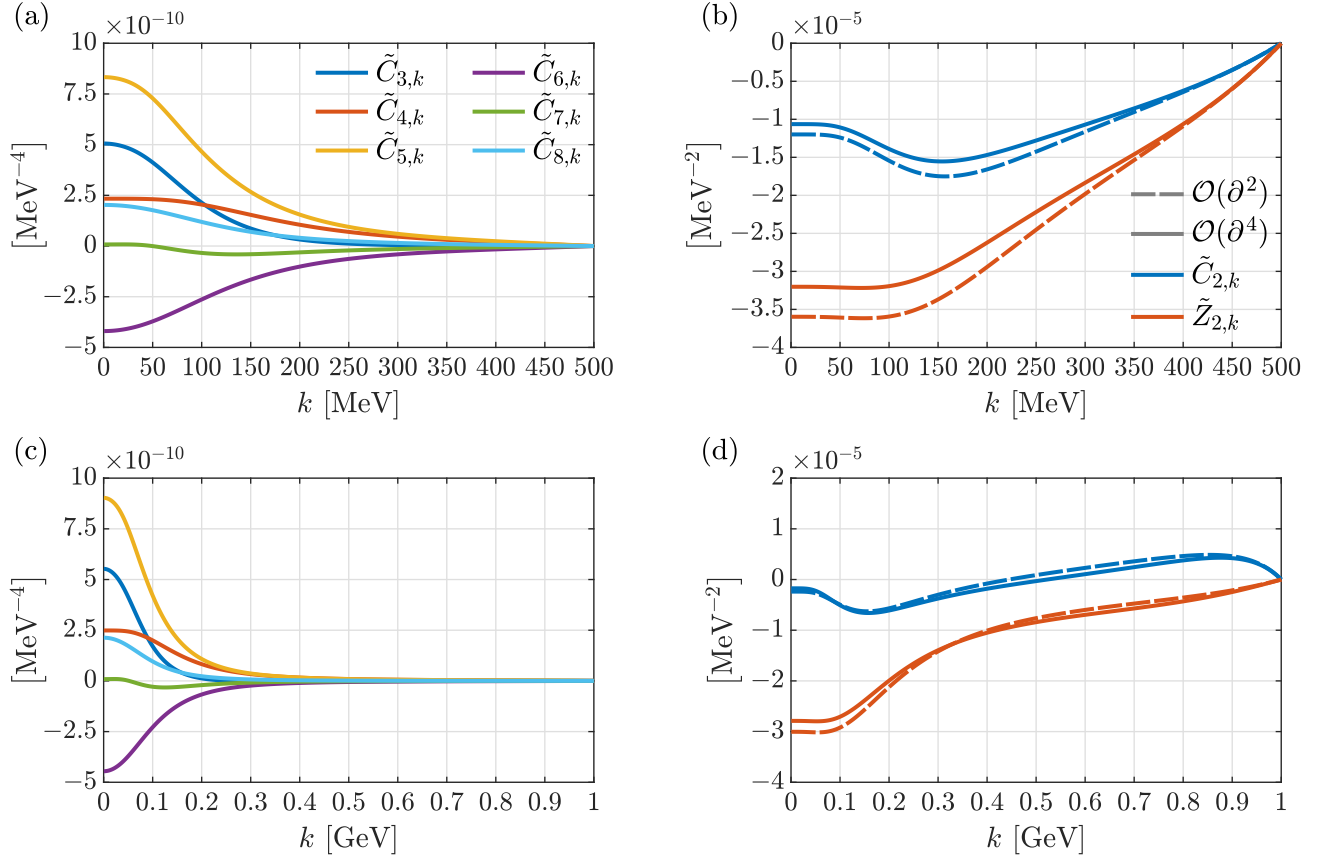 (a)
×10⁻¹⁰
10
7.5
5
2.5
0
−2.5
−5
[MeV⁻⁴]
C̃₃,ₖ
C̃₄,ₖ
C̃₅,ₖ
C̃₆,ₖ
C̃₇,ₖ
C̃₈,ₖ
0 50 100 150 200 250 300 350 400 450 500
k [MeV]
(b)
×10⁻⁵
0
−0.5
−1
−1.5
−2
−2.5
−3
−3.5
−4
[MeV⁻²]
𝒪(∂²)
𝒪(∂⁴)
C̃₂,ₖ
Z̃₂,ₖ
0 50 100 150 200 250 300 350 400 450 500
k [MeV]
(c)
×10⁻¹⁰
10
7.5
5
2.5
0
−2.5
−5
[MeV⁻⁴]
0 0.1 0.2 0.3 0.4 0.5 0.6 0.7 0.8 0.9 1
k [GeV]
(d)
×10⁻⁵
2
1
0
−1
−2
−3
−4
[MeV⁻²]
0 0.1 0.2 0.3 0.4 0.5 0.6 0.7 0.8 0.9 1
k [GeV]